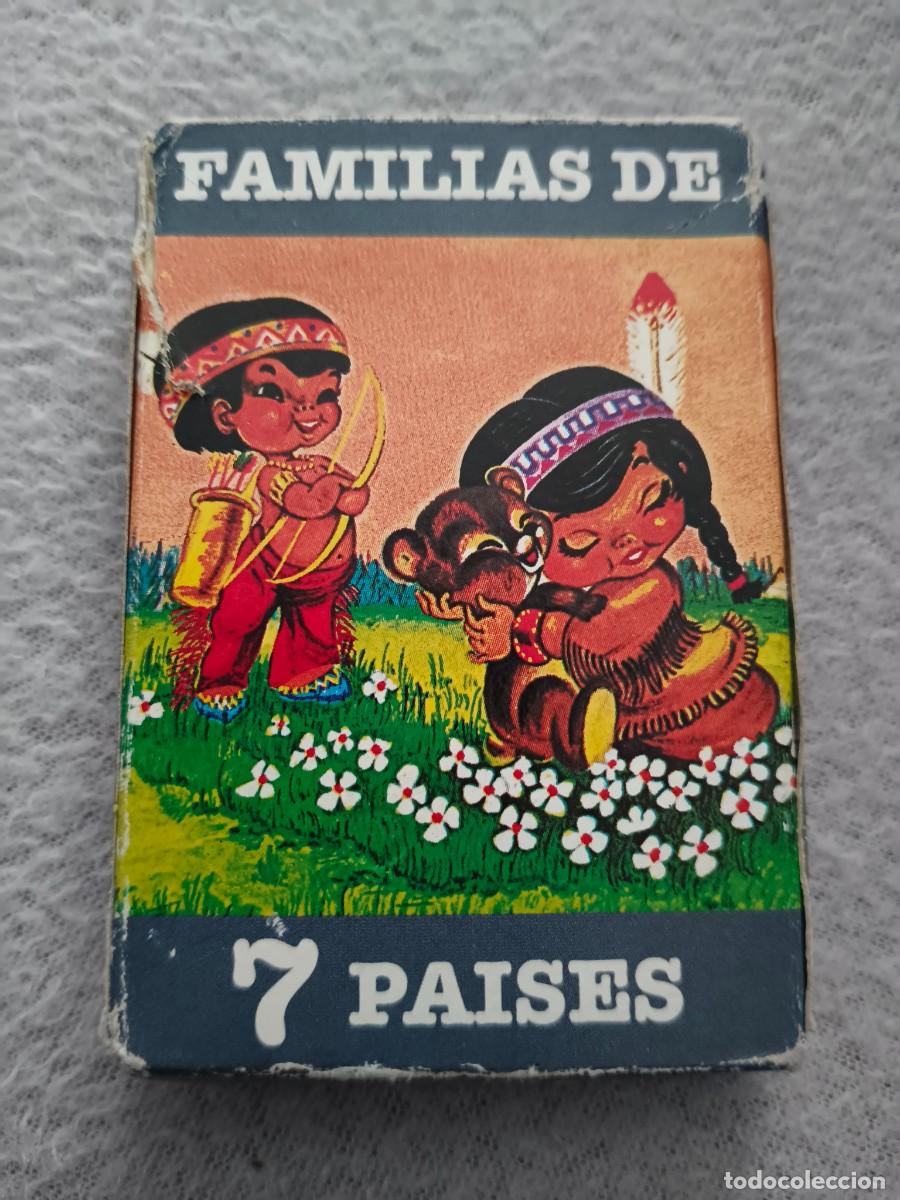 FAMILIAS DE
7 PAISES
todocoleccion